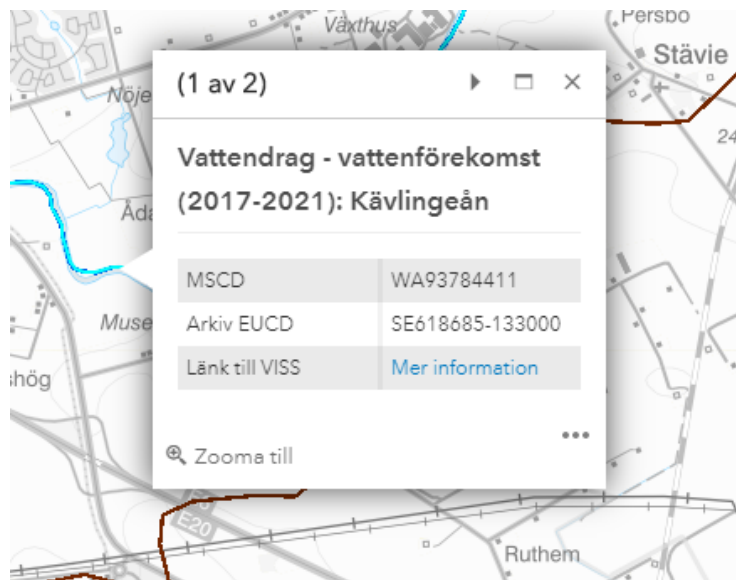 Växthus
Persbo
Stävie
(1 av 2)
Nöje
24
Vattendrag - vattenförekomst
(2017-2021): Kävlingeån
Åda
MSCD WA93784411
Arkiv EUCD SE618685-133000
Muse
Länk till VISS Mer information
shög
Zooma till
E6
E20
Ruthem